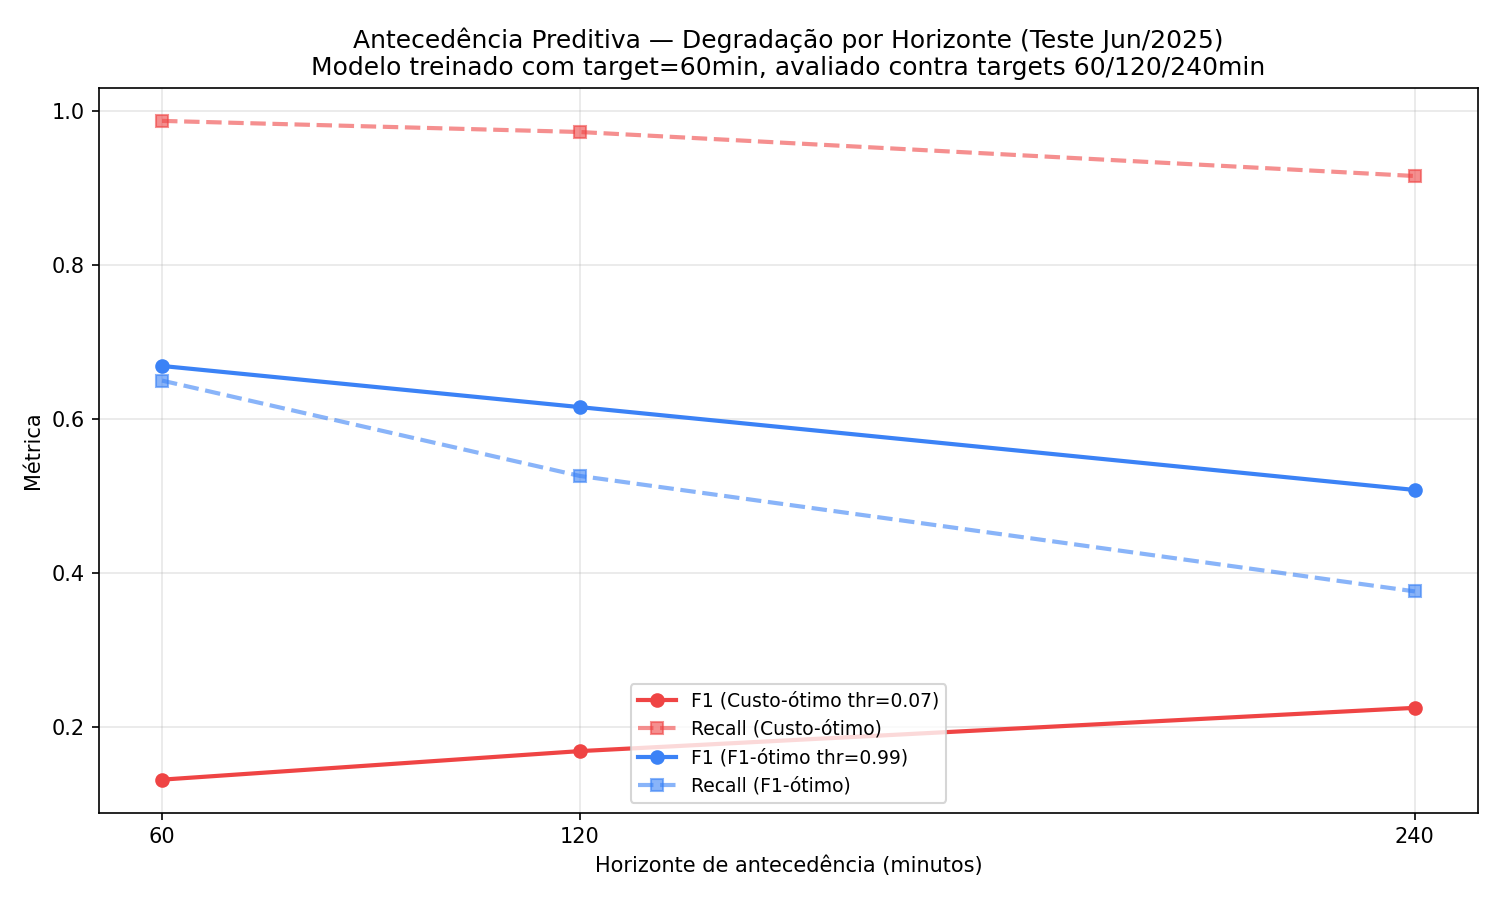 Antecedência Preditiva — Degradação por Horizonte (Teste Jun/2025)
Modelo treinado com target=60min, avaliado contra targets 60/120/240min
1.0
0.8
0.6
0.4
0.2
Métrica
F1 (Custo-ótimo thr=0.07)
Recall (Custo-ótimo)
F1 (F1-ótimo thr=0.99)
Recall (F1-ótimo)
60
120
240
Horizonte de antecedência (minutos)